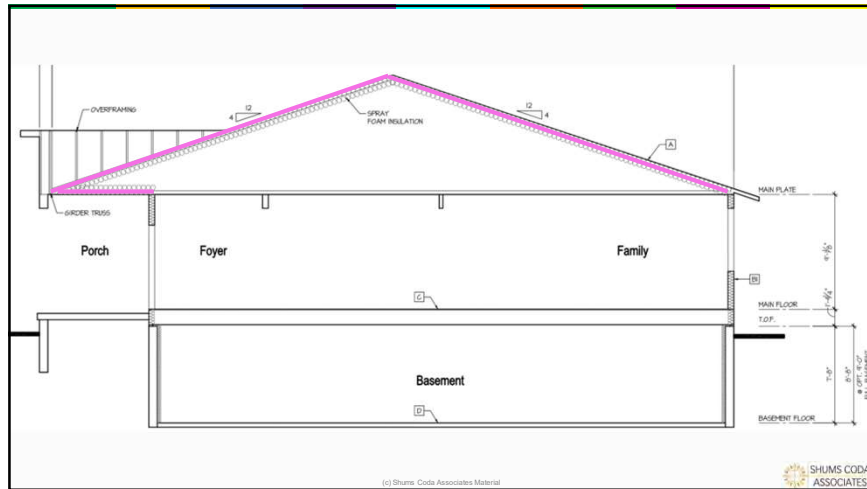 OVERFRAMING
12
4
SPRAY
FOAM INSULATION
12
4
A
MAIN PLATE
GIRDER TRUSS
Porch
Foyer
Family
B1
C
MAIN FLOOR
T.O.F.
Basement
7'-8"
8'-8"
D
BASEMENT FLOOR
(c) Shums Coda Associates Material
SHUMS CODA
ASSOCIATES